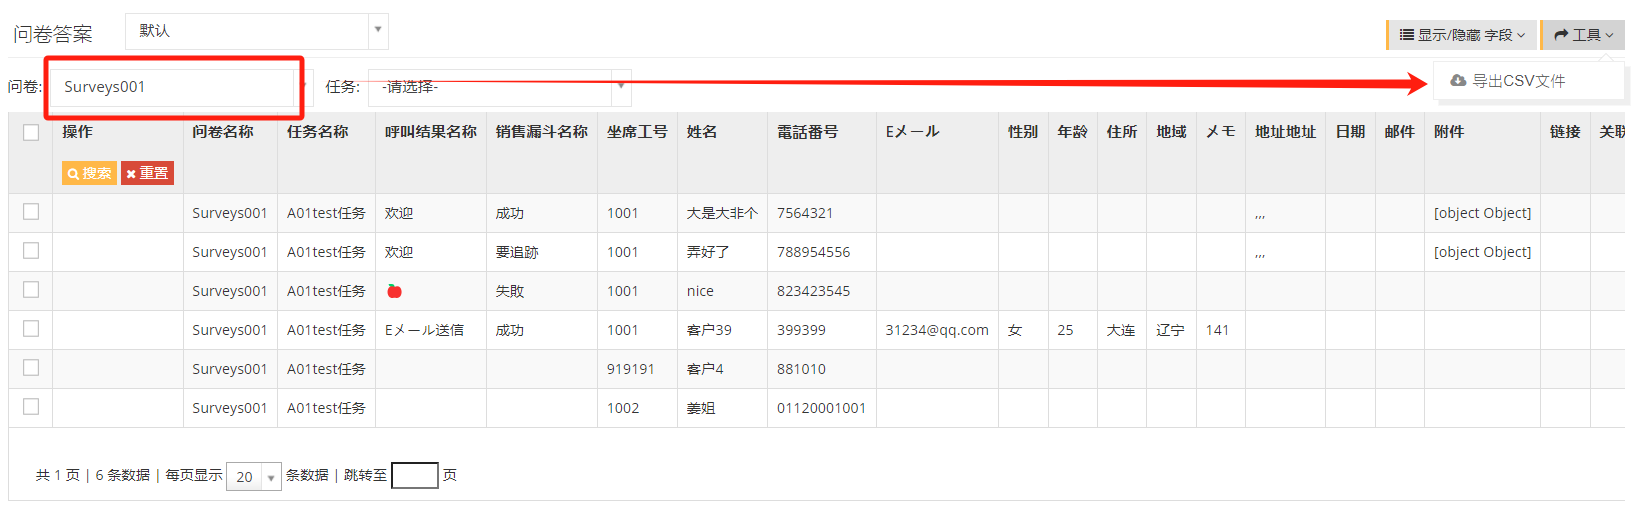 问卷答案 默认 显示/隐藏 字段 工具
问卷: Surveys001 任务: -请选择- 导出CSV文件
操作 问卷名称 任务名称 呼叫结果名称 销售漏斗名称 坐席工号 姓名 電話番号 Eメール 性别 年龄 住所 地域 メモ 地址地址 日期 邮件 附件 链接 关联
搜索 重置
Surveys001 A01test任务 欢迎 成功 1001 大是大非个 7564321 ,,, [object Object]
Surveys001 A01test任务 欢迎 要追跡 1001 弄好了 788954556 ,,, [object Object]
Surveys001 A01test任务 失敗 1001 nice 823423545
Surveys001 A01test任务 Eメール送信 成功 1001 客户39 399399 31234@qq.com 女 25 大连 辽宁 141
Surveys001 A01test任务 919191 客户4 881010
Surveys001 A01test任务 1002 姜姐 01120001001
共 1 页 | 6 条数据 | 每页显示 20 条数据 | 跳转至 页